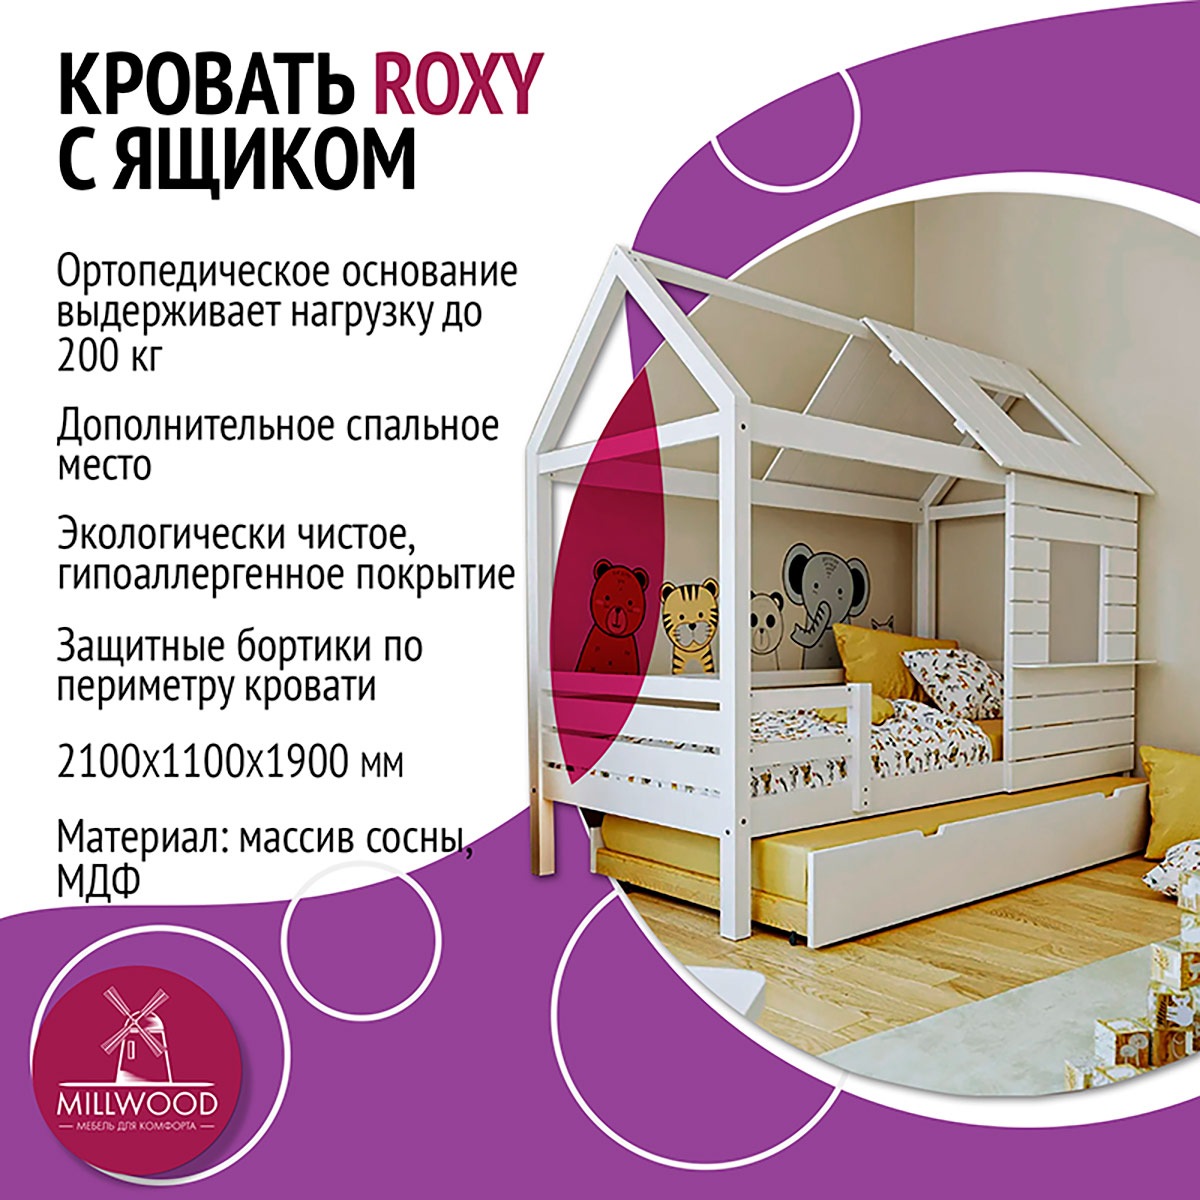 КРОВАТЬ ROXY
С ЯЩИКОМ
Ортопедическое основание
выдерживает нагрузку до
200 кг
Дополнительное спальное
место
Экологически чистое,
гипоаллергенное покрытие
Защитные бортики по
периметру кровати
2100х1100х1900 мм
Материал: массив сосны,
МДФ
MILLWOOD
— МЕБЕЛЬ ДЛЯ КОМФОРТА —